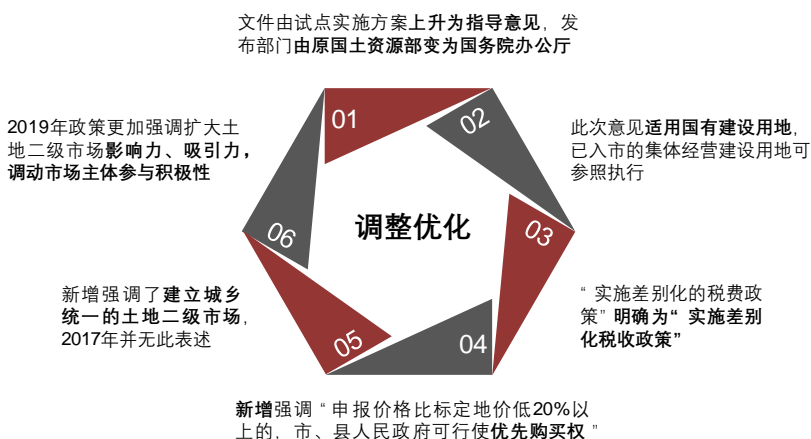 文件由试点实施方案上升为指导意见，发
布部门由原国土资源部变为国务院办公厅
01
02
此次意见适用国有建设用地，
已入市的集体经营建设用地可
参照执行
2019年政策更加强调扩大土
地二级市场影响力、吸引力，
调动市场主体参与积极性
调整优化
03
06
“实施差别化的税费政
策”明确为“实施差别
化税收政策”
新增强调了建立城乡
统一的土地二级市场，
2017年并无此表述
05
04
新增强调“申报价格比标定地价低20%以
上的，市、县人民政府可行使优先购买权”